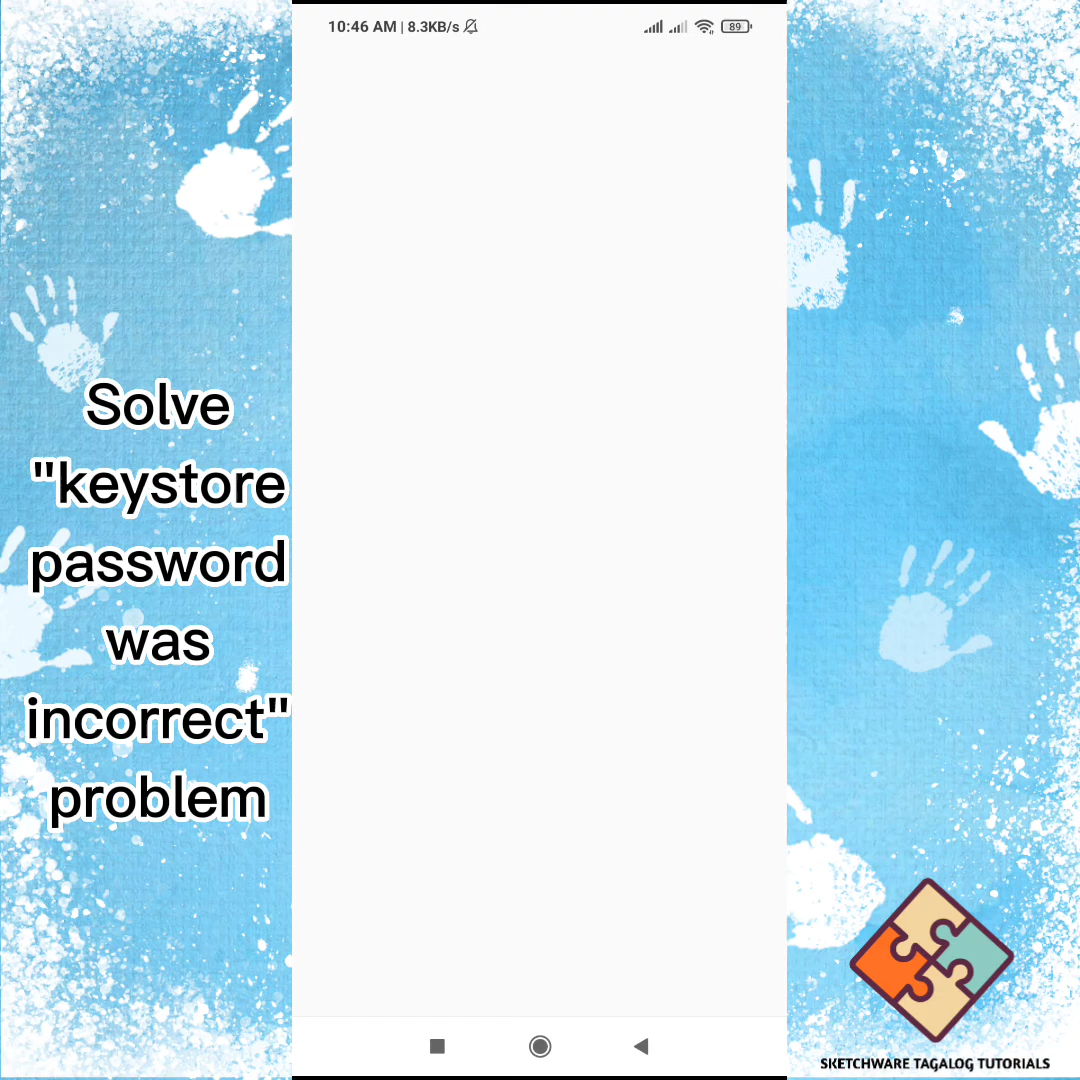 10:46 AM | 8.3KB/s
89
Solve
"keystore
password
was
incorrect"
problem
SKETCHWARE TAGALOG TUTORIALS